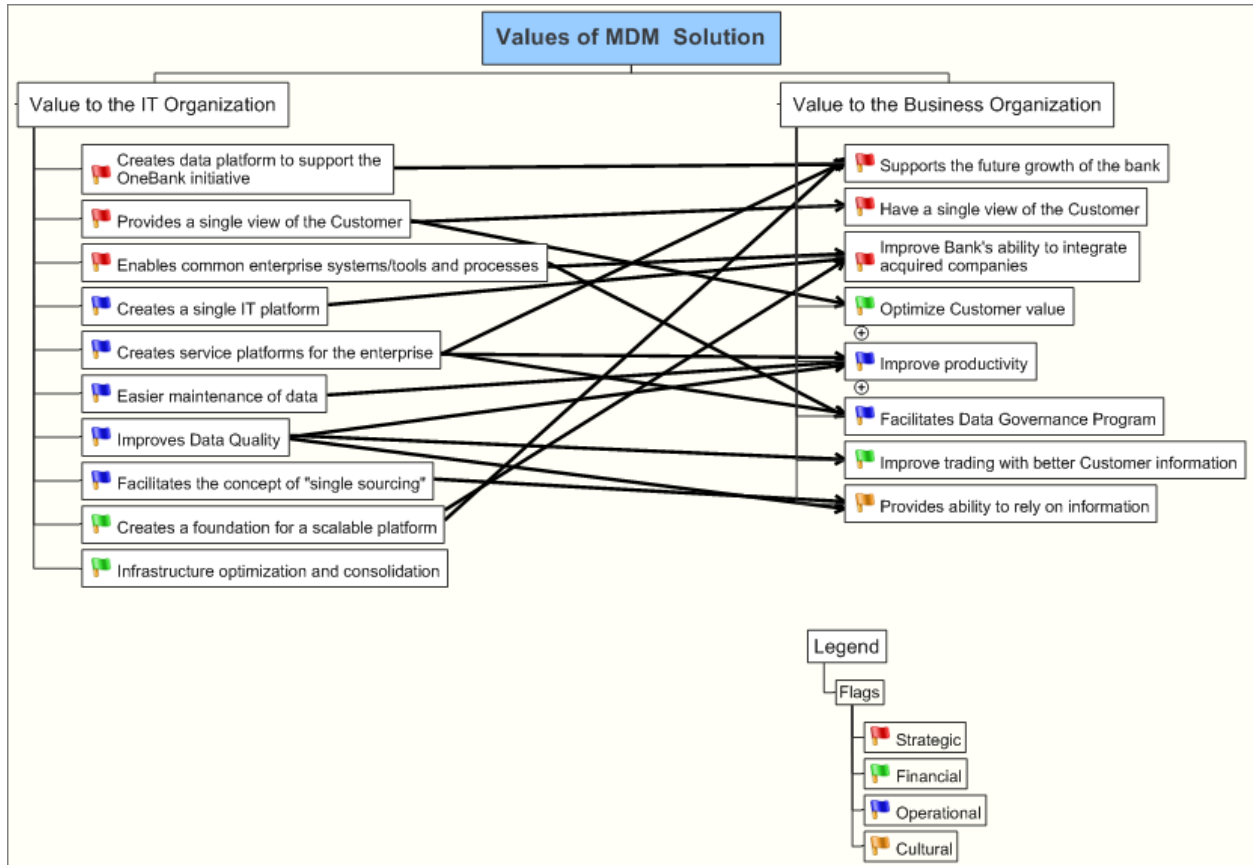 Values of MDM Solution
Value to the IT Organization
Creates data platform to support the
OneBank initiative
Provides a single view of the Customer
Enables common enterprise systems/tools and processes
Creates a single IT platform
Creates service platforms for the enterprise
Easier maintenance of data
Improves Data Quality
Facilitates the concept of "single sourcing"
Creates a foundation for a scalable platform
Infrastructure optimization and consolidation
Value to the Business Organization
Supports the future growth of the bank
Have a single view of the Customer
Improve Bank's ability to integrate
acquired companies
Optimize Customer value
Improve productivity
Facilitates Data Governance Program
Improve trading with better Customer information
Provides ability to rely on information
Legend
Flags
Strategic
Financial
Operational
Cultural